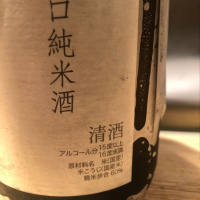 口純米酒
清酒
アルコール分 15度以上
16度未満
原材料名 米(国産)
米こうじ(国産米)
精米歩合 60%